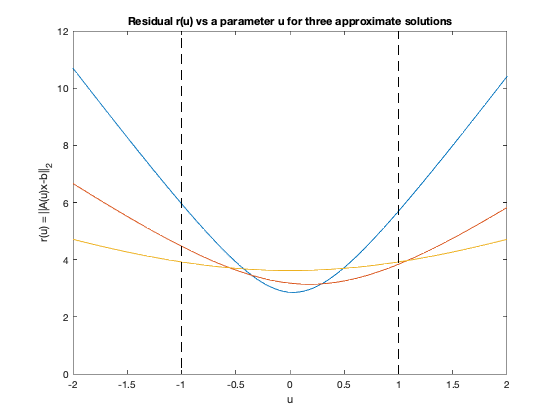 Residual r(u) vs a parameter u for three approximate solutions
12
10
8
6
4
2
0
r(u) = ||A(u)x-b||2
-2 -1.5 -1 -0.5 0 0.5 1 1.5 2
u